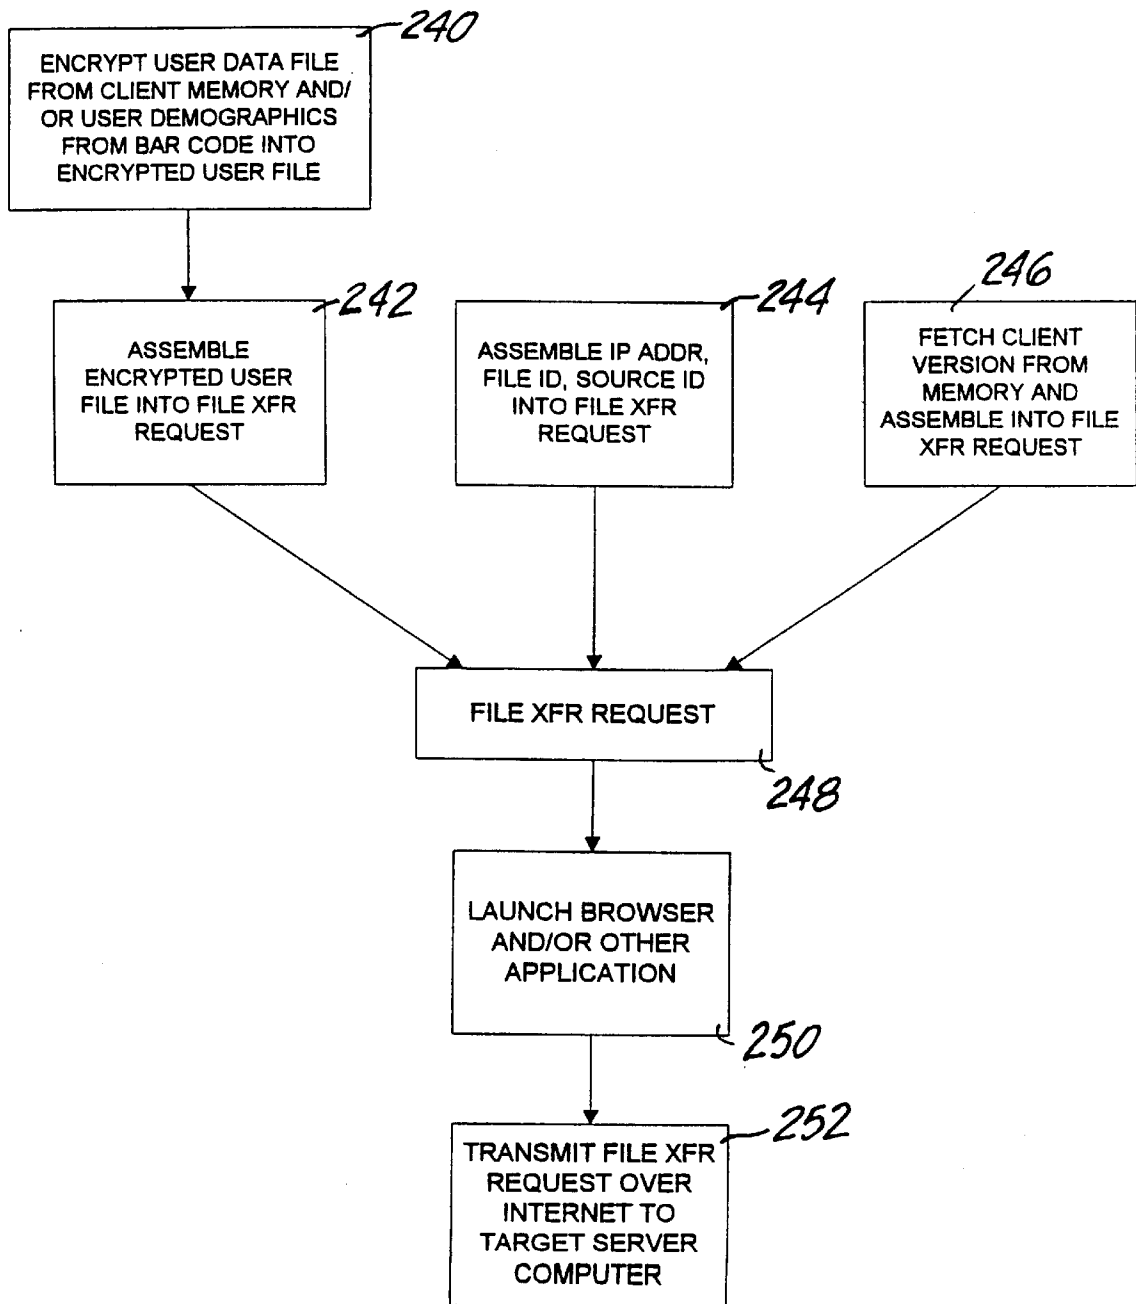 240
ENCRYPT USER DATA FILE
FROM CLIENT MEMORY AND/
OR USER DEMOGRAPHICS
FROM BAR CODE INTO
ENCRYPTED USER FILE
242
ASSEMBLE
ENCRYPTED USER
FILE INTO FILE XFR
REQUEST
244
ASSEMBLE IP ADDR,
FILE ID, SOURCE ID
INTO FILE XFR
REQUEST
246
FETCH CLIENT
VERSION FROM
MEMORY AND
ASSEMBLE INTO FILE
XFR REQUEST
FILE XFR REQUEST
248
LAUNCH BROWSER
AND/OR OTHER
APPLICATION
250
252
TRANSMIT FILE XFR
REQUEST OVER
INTERNET TO
TARGET SERVER
COMPUTER